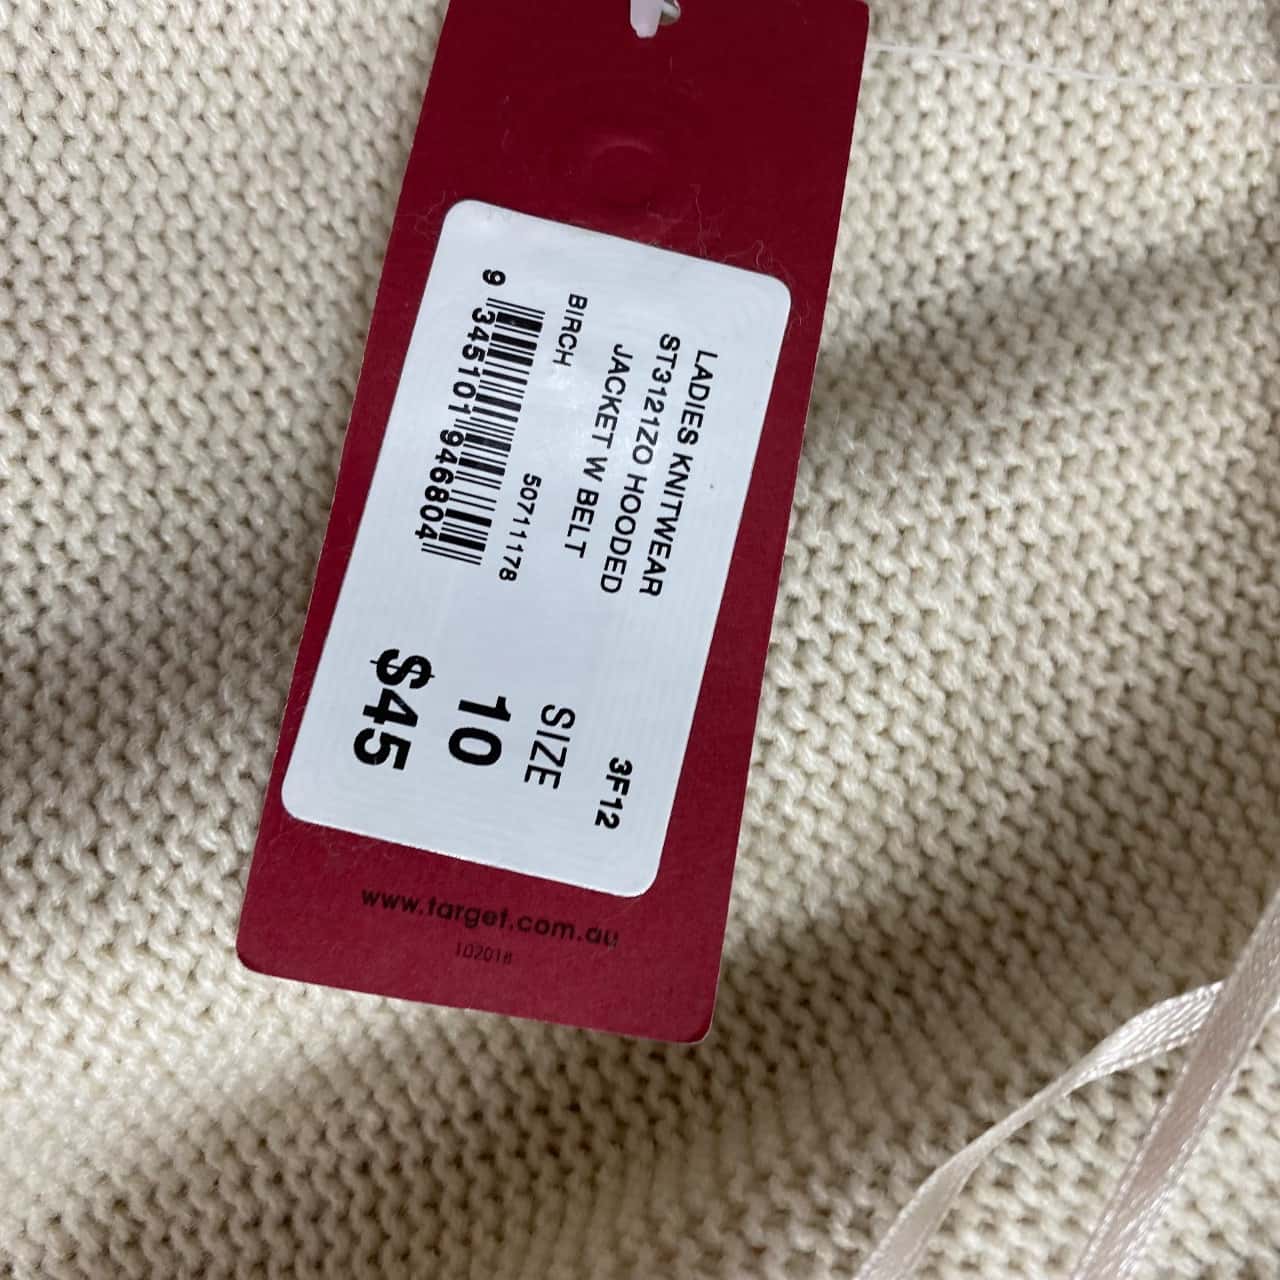 LADIES KNITWEAR
ST3121ZO HOODED
JACKET W BELT
BIRCH
50711178
9 345101 946804
3F12
SIZE
10
$45
www.target.com.au
102018